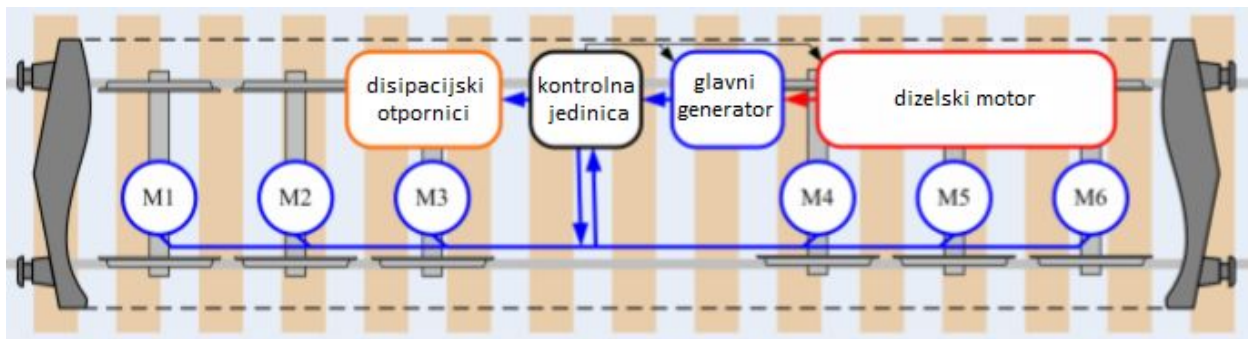 disipacijski
otpornici
kontrolna
jedinica
glavni
generator
dizelski motor
M1
M2
M3
M4
M5
M6